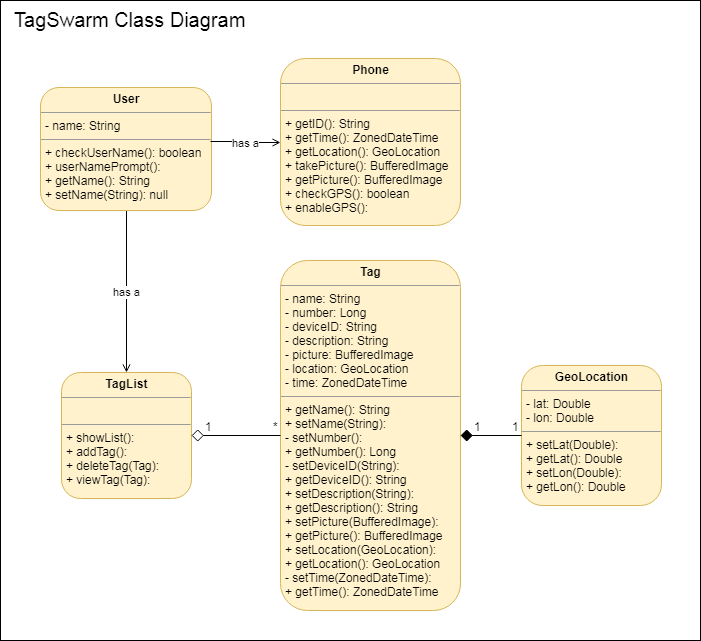 TagSwarm Class Diagram
User
- name: String
+ checkUserName(): boolean
+ userNamePrompt():
+ getName(): String
+ setName(String): null
has a
Phone
+ getID(): String
+ getTime(): ZonedDateTime
+ getLocation(): GeoLocation
+ takePicture(): BufferedImage
+ getPicture(): BufferedImage
+ checkGPS(): boolean
+ enableGPS():
has a
TagList
+ showList():
+ addTag():
+ deleteTag(Tag):
+ viewTag(Tag):
1
*
Tag
- name: String
- number: Long
- deviceID: String
- description: String
- picture: BufferedImage
- location: GeoLocation
- time: ZonedDateTime
+ getName(): String
+ setName(String):
- setNumber():
+ getNumber(): Long
- setDeviceID(String):
+ getDeviceID(): String
+ setDescription(String):
+ getDescription(): String
+ setPicture(BufferedImage):
+ getPicture(): BufferedImage
+ setLocation(GeoLocation):
+ getLocation(): GeoLocation
- setTime(ZonedDateTime):
+ getTime(): ZonedDateTime
1
1
GeoLocation
- lat: Double
- lon: Double
+ setLat(Double):
+ getLat(): Double
+ setLon(Double):
+ getLon(): Double